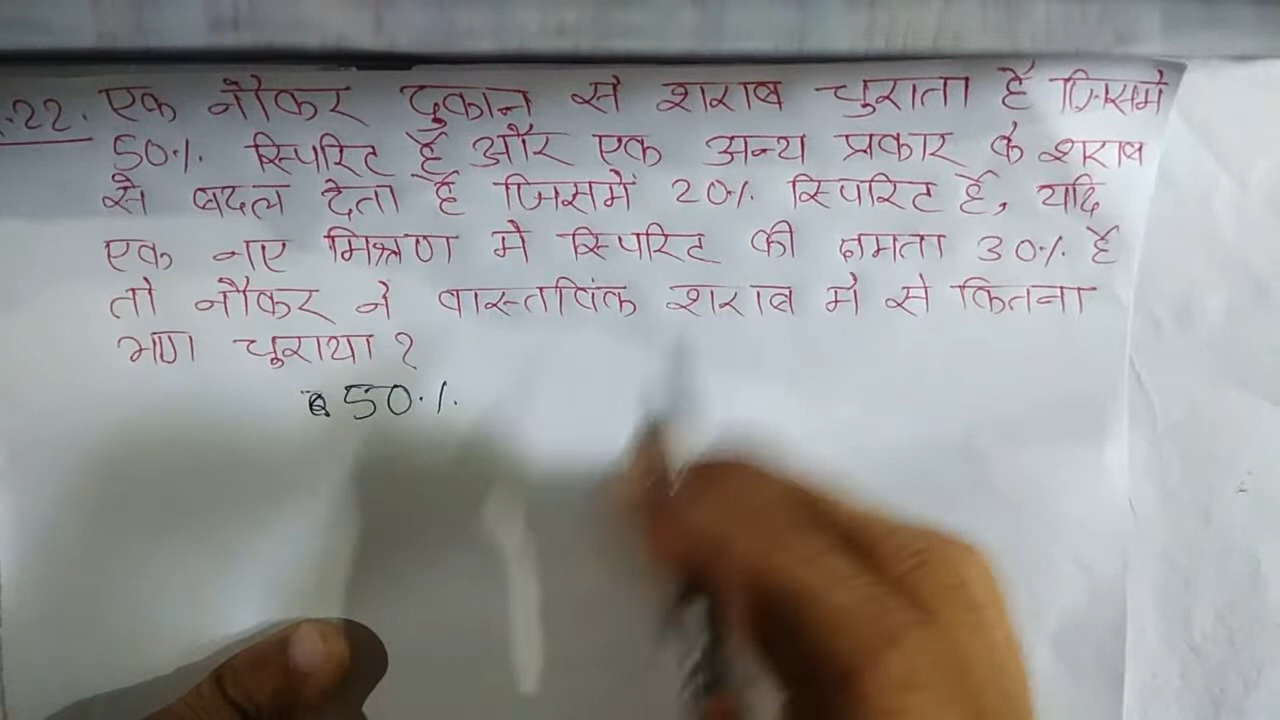 .22. एक नौकर दुकान से शराब चुराता हैं जिसमे
50%. स्पिरिट हैं और एक अन्य प्रकार के शराब
से बदल देता हैं जिसमें 20%. स्पिरिट हैं, यदि
एक नए मिश्रण मे स्पिरिट की क्षमता 30%. हैं
तो नौकर ने वास्तविक शराब मे से कितना
भाग चुराया ?
50%.